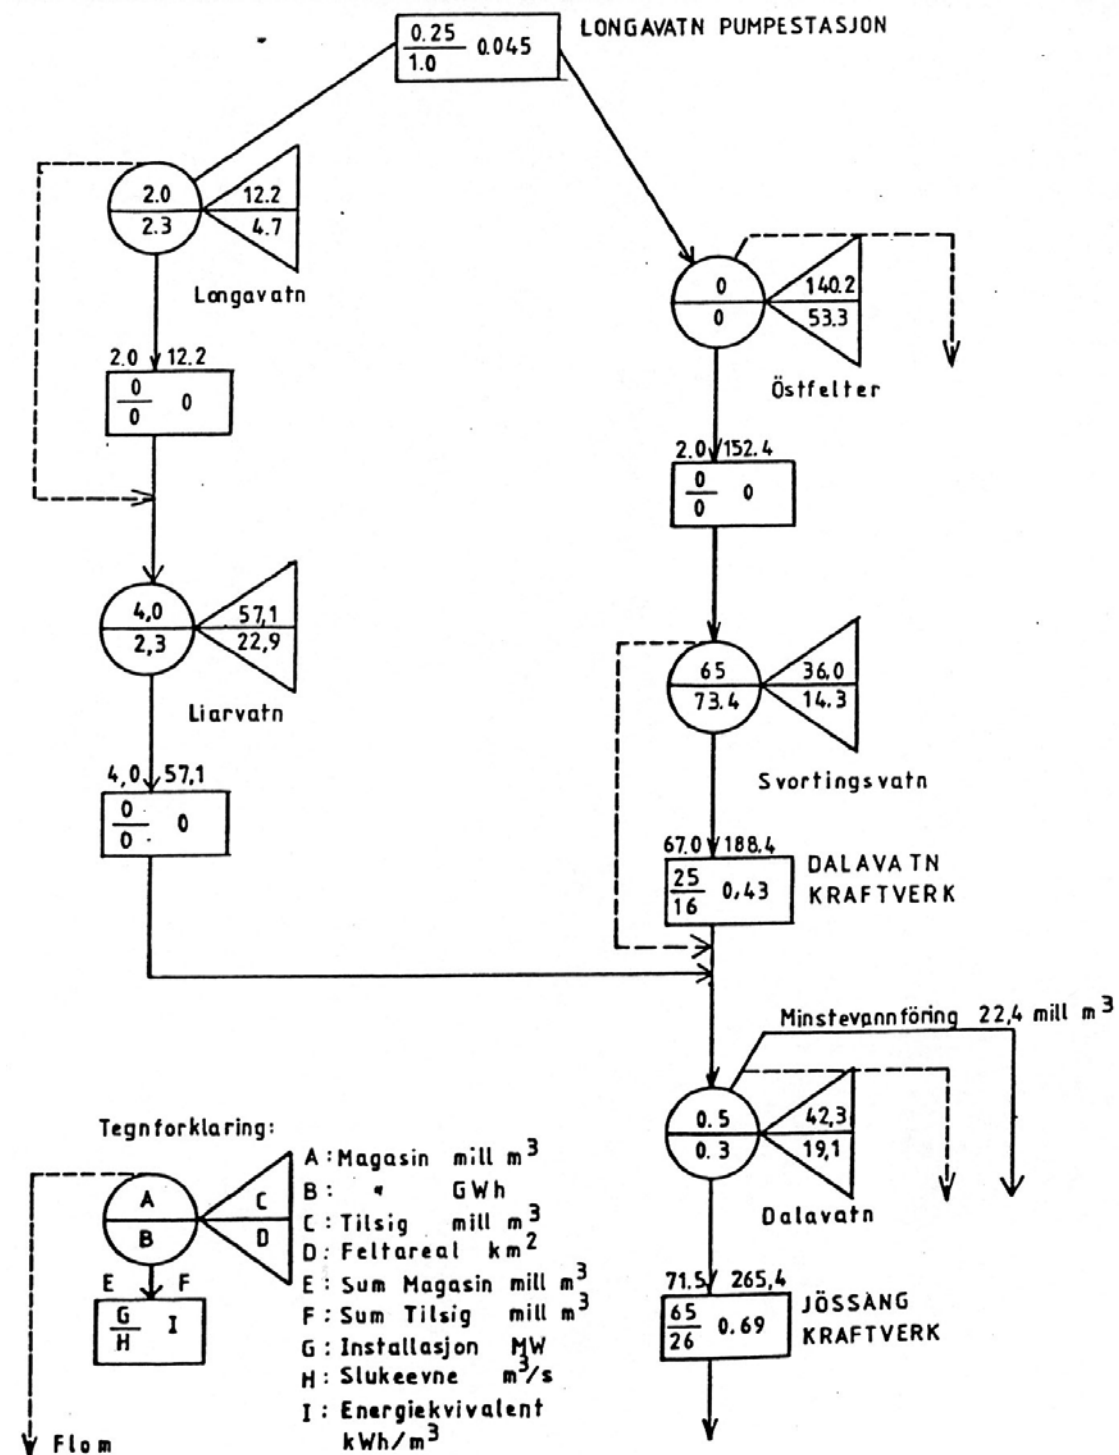 LONGAVATN PUMPESTASJON
0.25
1.0
0.045
2.0
2.3
12.2
4.7
Longavatn
2.0 12.2
0
0
0
0
0
140.2
53.3
Östfelter
2.0 152.4
0
0
0
4,0
2,3
57,1
22,9
Liarvatn
4,0 57,1
0
0
0
65
73.4
36,0
14.3
Svortingsvatn
67.0 188.4
25
16
0,43
DALAVATN
KRAFTVERK
Minstevannföring 22,4 mill m³
0.5
0.3
42,3
19,1
Dalavatn
71.5 265,4
65
26
0.69
JÖSSANG
KRAFTVERK
Tegnforklaring:
A
B
C
D
E F
G
H
I
Flom
A : Magasin mill m³
B : " GWh
C : Tilsig mill m³
D : Feltareal km²
E : Sum Magasin mill m³
F : Sum Tilsig mill m³
G : Installasjon MW
H : Slukeevne m³/s
I : Energiekvivalent
kWh/m³